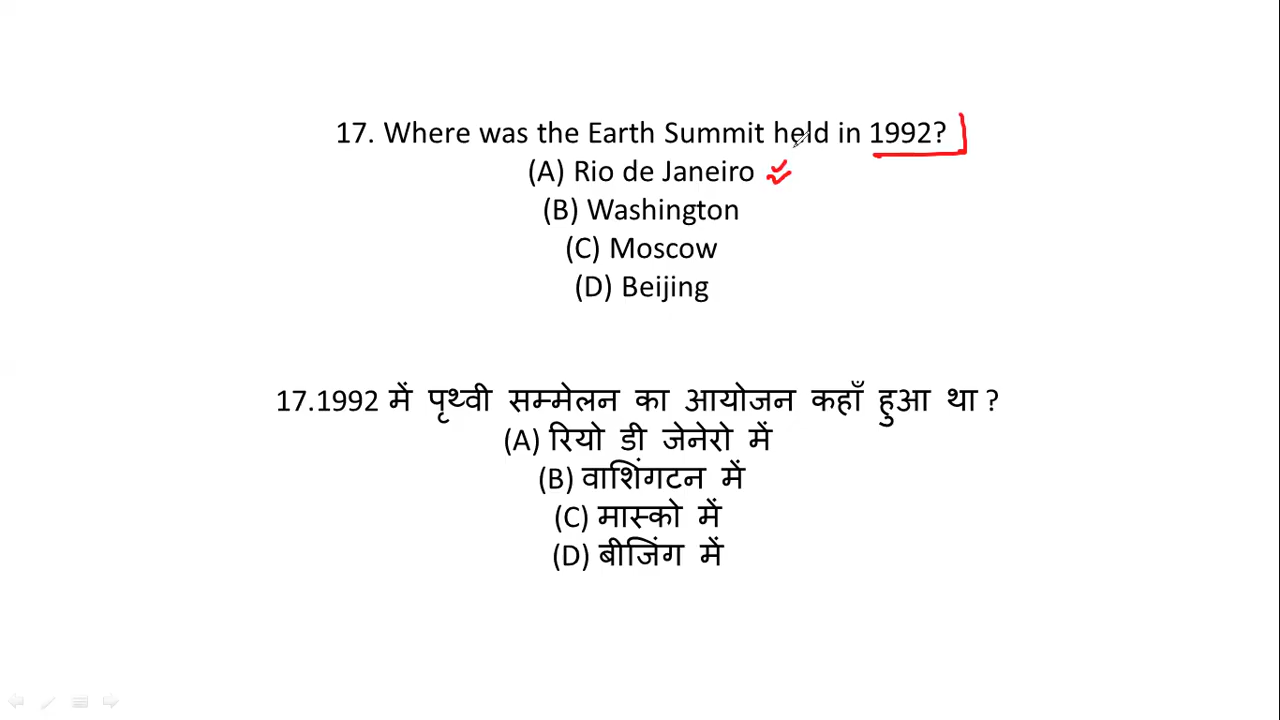 17. Where was the Earth Summit held in 1992?
(A) Rio de Janeiro
(B) Washington
(C) Moscow
(D) Beijing
17.1992 में पृथ्वी सम्मेलन का आयोजन कहाँ हुआ था ?
(A) रियो डी जेनेरो में
(B) वाशिंगटन में
(C) मास्को में
(D) बीजिंग में